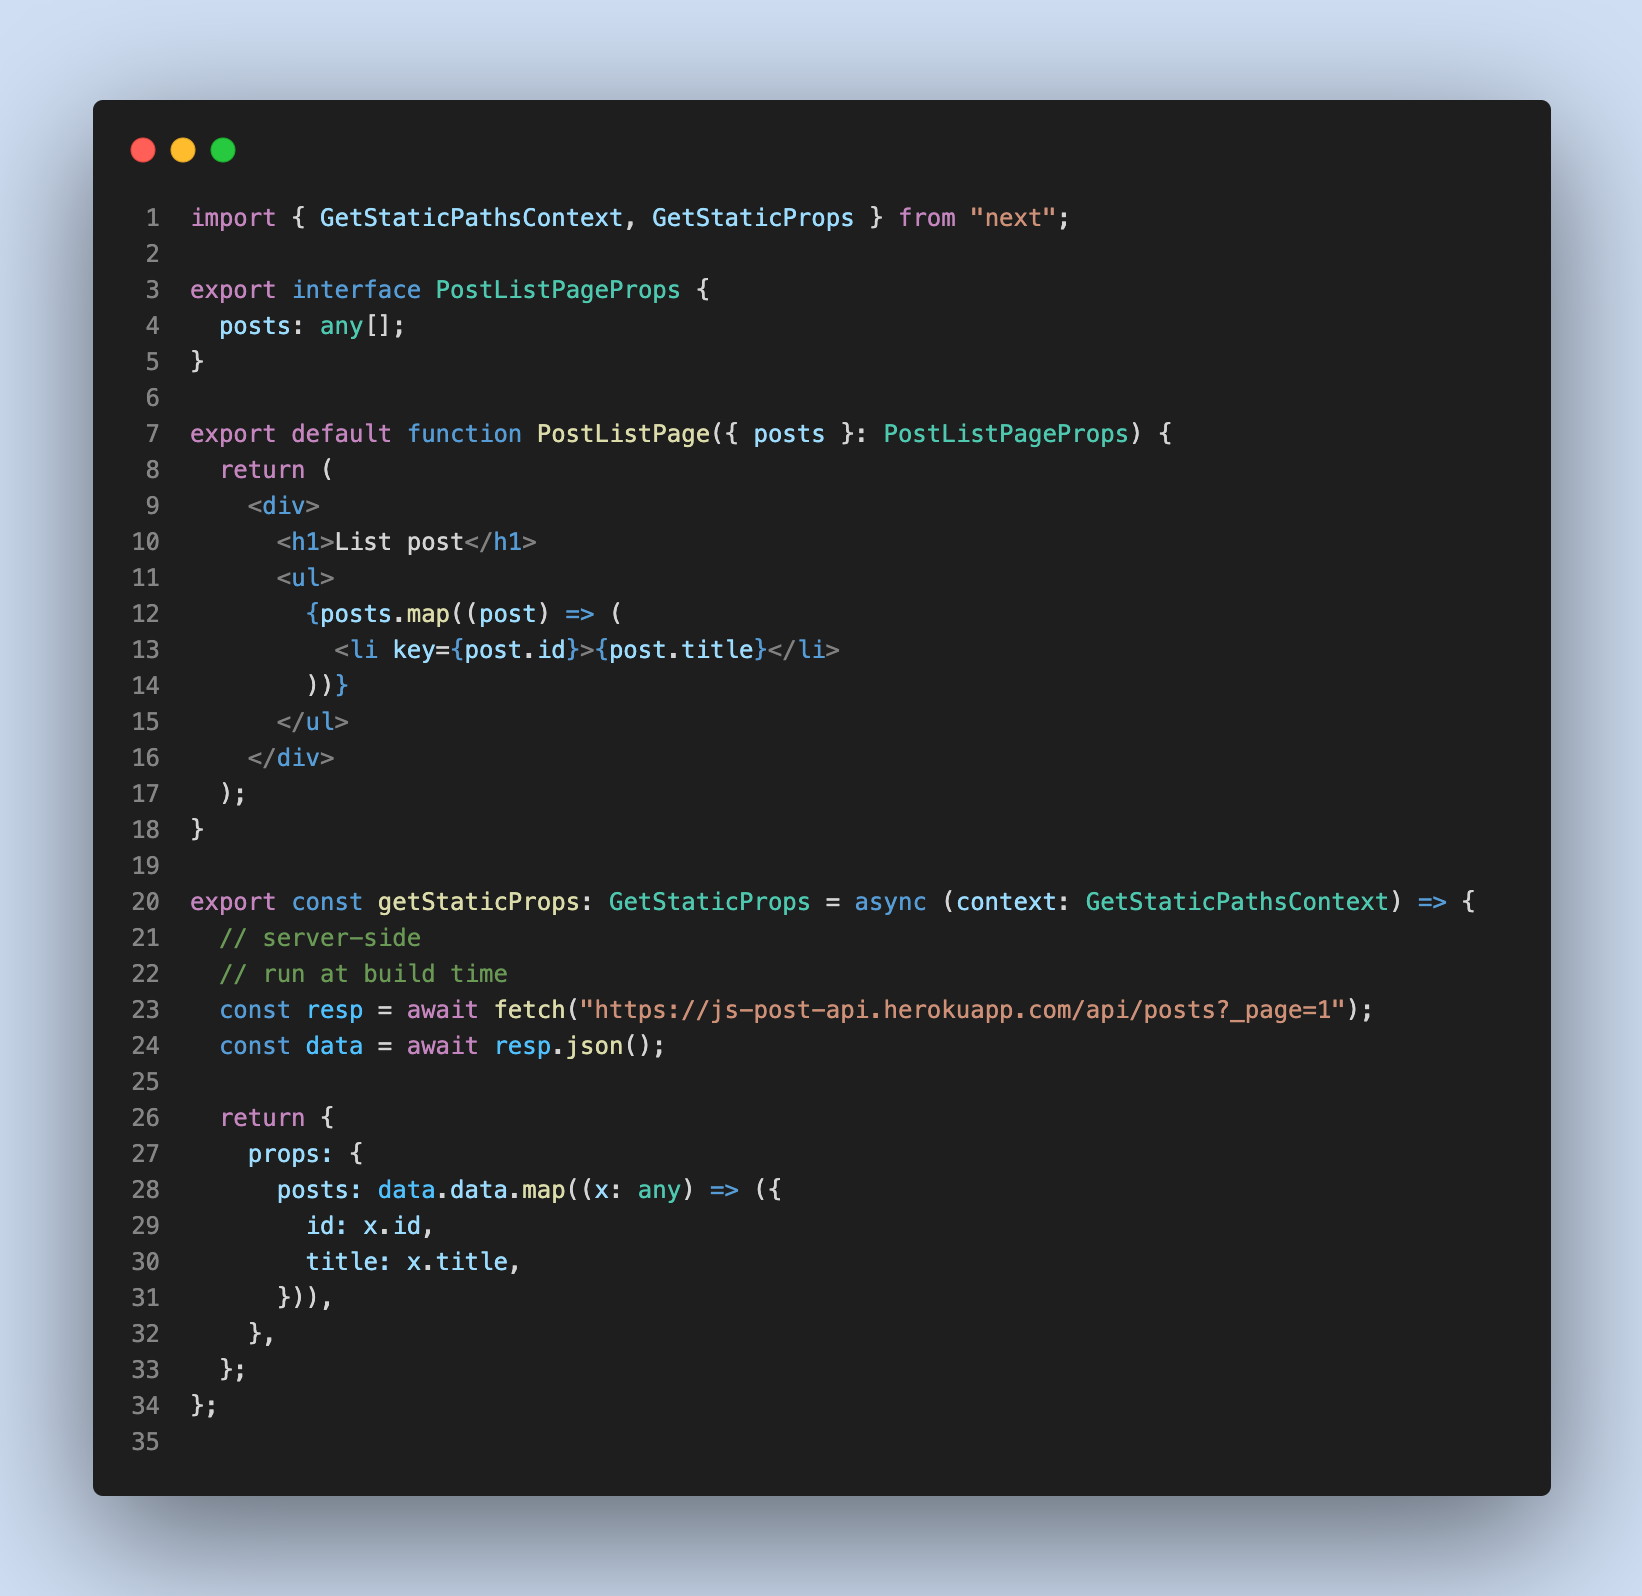 1 import { GetStaticPathsContext, GetStaticProps } from "next";
2
3 export interface PostListPageProps {
4   posts: any[];
5 }
6
7 export default function PostListPage({ posts }: PostListPageProps) {
8   return (
9     <div>
10       <h1>List post</h1>
11       <ul>
12         {posts.map((post) => (
13           <li key={post.id}>{post.title}</li>
14         ))}
15       </ul>
16     </div>
17   );
18 }
19
20 export const getStaticProps: GetStaticProps = async (context: GetStaticPathsContext) => {
21   // server-side
22   // run at build time
23   const resp = await fetch("https://js-post-api.herokuapp.com/api/posts?_page=1");
24   const data = await resp.json();
25
26   return {
27     props: {
28       posts: data.data.map((x: any) => ({
29         id: x.id,
30         title: x.title,
31       })),
32     },
33   };
34 };
35